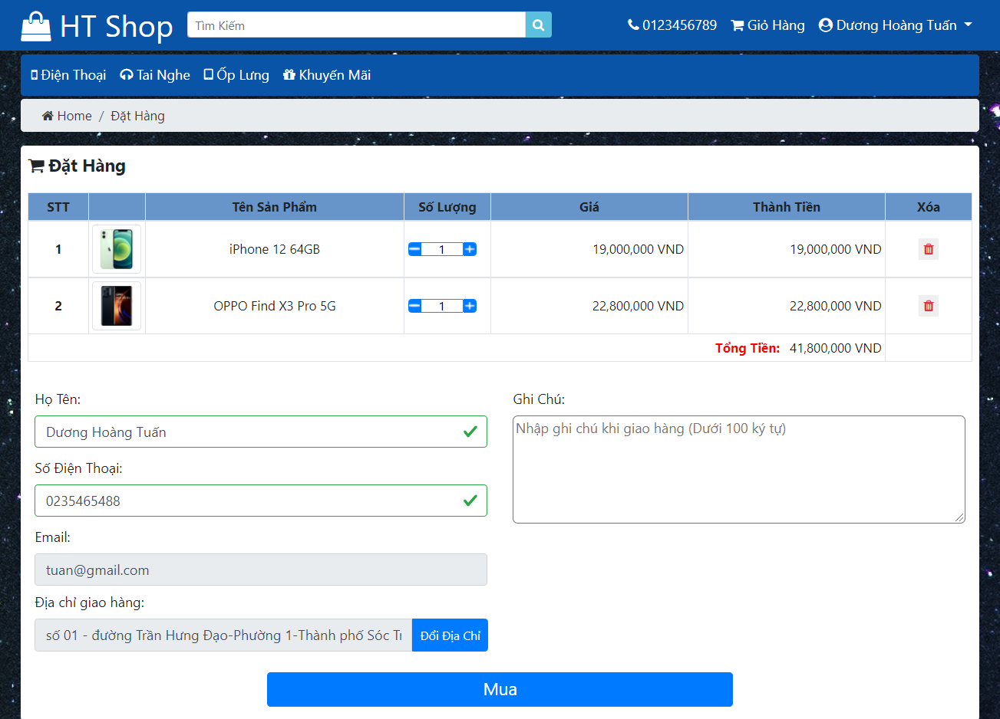 HT Shop
Tìm Kiếm
0123456789
Giỏ Hàng
Dương Hoàng Tuấn
Điện Thoại
Tai Nghe
Ốp Lưng
Khuyến Mãi
Home / Đặt Hàng
Đặt Hàng
STT Tên Sản Phẩm Số Lượng Giá Thành Tiền Xóa
1 iPhone 12 64GB 1 19,000,000 VND 19,000,000 VND
2 OPPO Find X3 Pro 5G 1 22,800,000 VND 22,800,000 VND
Tổng Tiền: 41,800,000 VND
Họ Tên:
Dương Hoàng Tuấn
Số Điện Thoại:
0235465488
Email:
tuan@gmail.com
Địa chỉ giao hàng:
số 01 - đường Trần Hưng Đạo-Phường 1-Thành phố Sóc
Đổi Địa Chỉ
Ghi Chú:
Nhập ghi chú khi giao hàng (Dưới 100 ký tự)
Mua